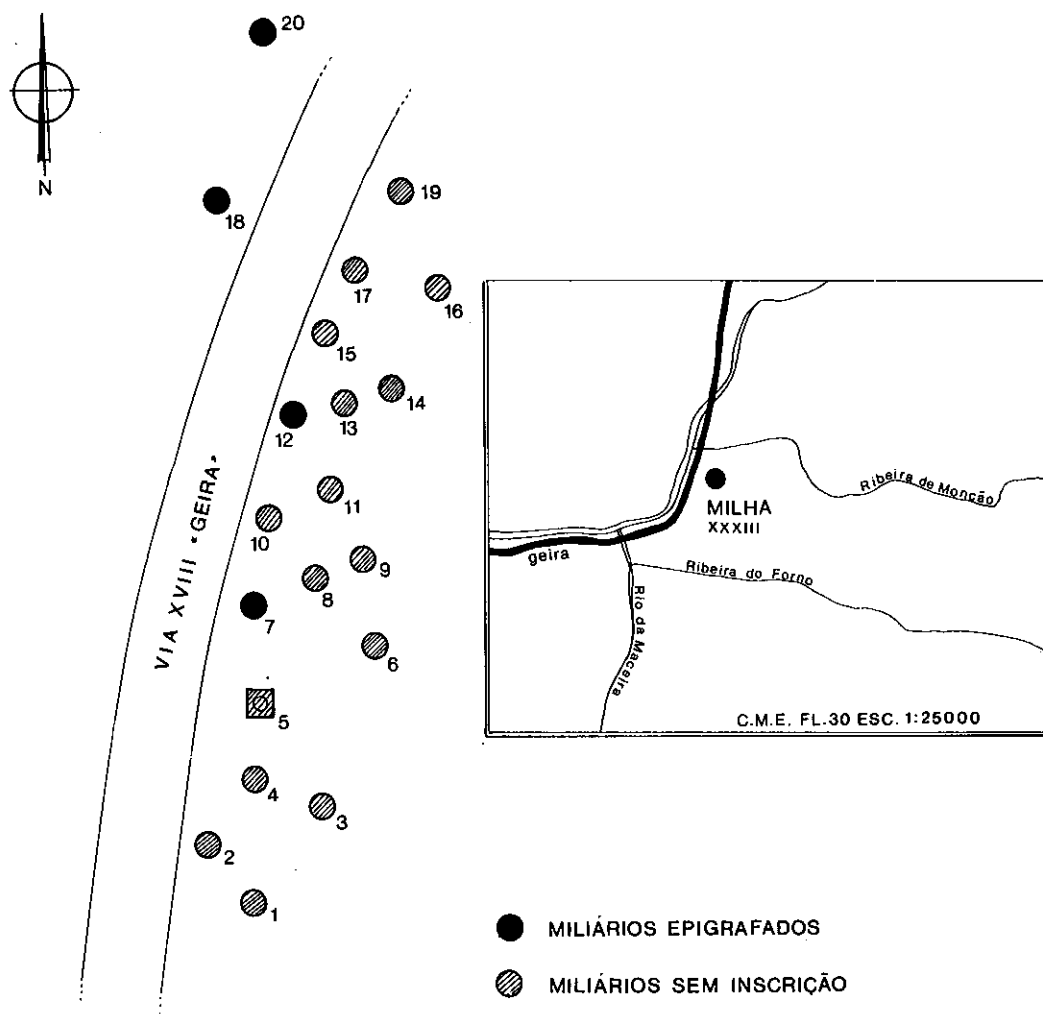 20
N
19
18
17
16
15
14
13
12
11
10
9
8
7
6
5
4
3
2
1
VIA XVIII "GEIRA"
Ribeira de Monção
MILHA
XXXIII
geira
Ribeira do Forno
Rio da Maceira
C.M.E. FL.30 ESC. 1:25000
MILIÁRIOS EPIGRAFADOS
MILIÁRIOS SEM INSCRIÇÃO